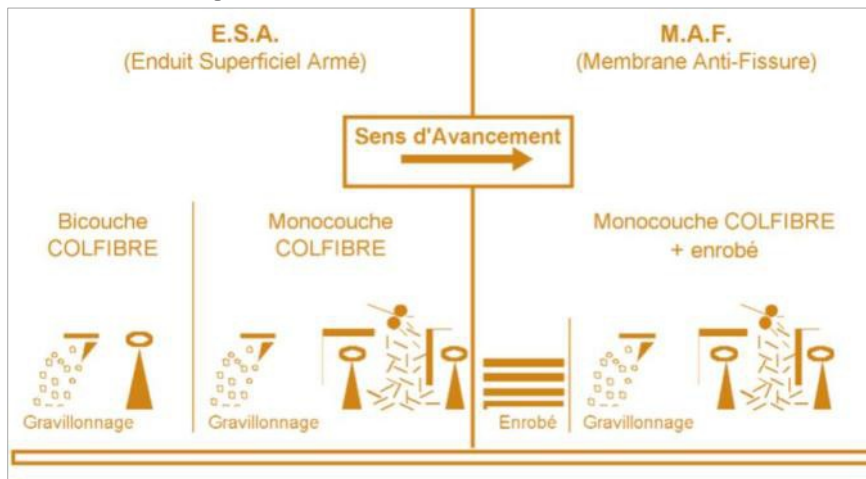 E.S.A.
(Enduit Superficiel Armé)
M.A.F.
(Membrane Anti-Fissure)
Sens d'Avancement
Bicouche
COLFIBRE
Monocouche
COLFIBRE
Monocouche COLFIBRE
+ enrobé
Gravillonnage
Gravillonnage
Enrobé
Gravillonnage